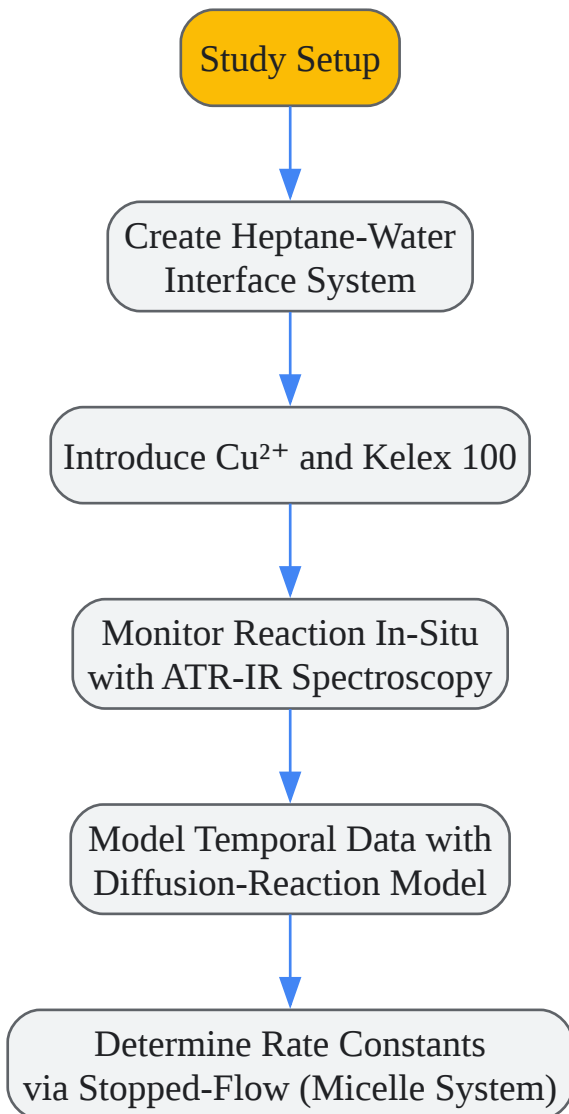 Study Setup
Create Heptane-Water
Interface System
Introduce Cu²⁺ and Kelex 100
Monitor Reaction In-Situ
with ATR-IR Spectroscopy
Model Temporal Data with
Diffusion-Reaction Model
Determine Rate Constants
via Stopped-Flow (Micelle System)